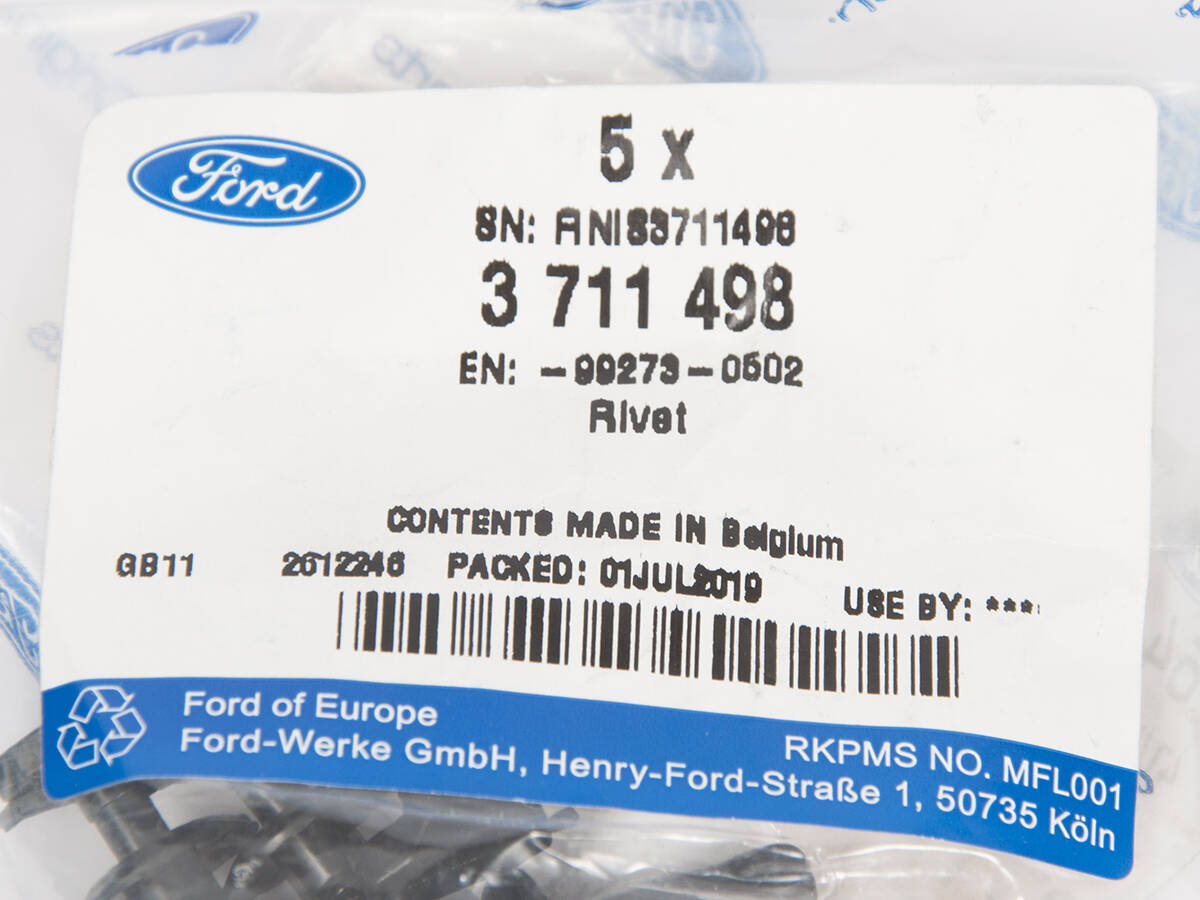 Ford
5 x
SN: ANIS3711498
3 711 498
EN: -99273-0502
Rivet
CONTENTS MADE IN Belgium
GB11 2612246 PACKED: 01JUL2019 USE BY: ***
Ford of Europe
Ford-Werke GmbH, Henry-Ford-Straße 1, 50735 Köln
RKPMS NO. MFL001